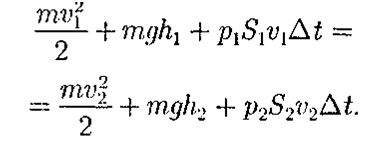 mv₁²/2 + mgh₁ + p₁S₁v₁Δt =
= mv₂²/2 + mgh₂ + p₂S₂v₂Δt.